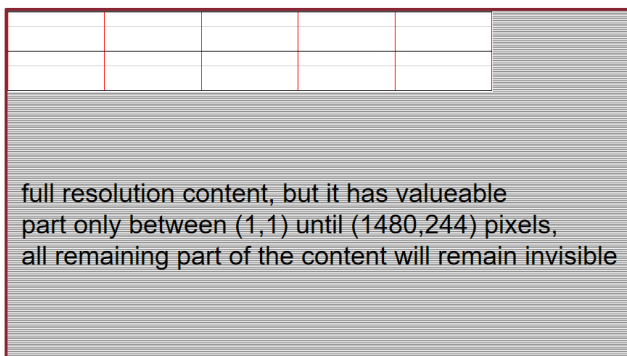 full resolution content, but it has valueable
part only between (1,1) until (1480,244) pixels,
all remaining part of the content will remain invisible